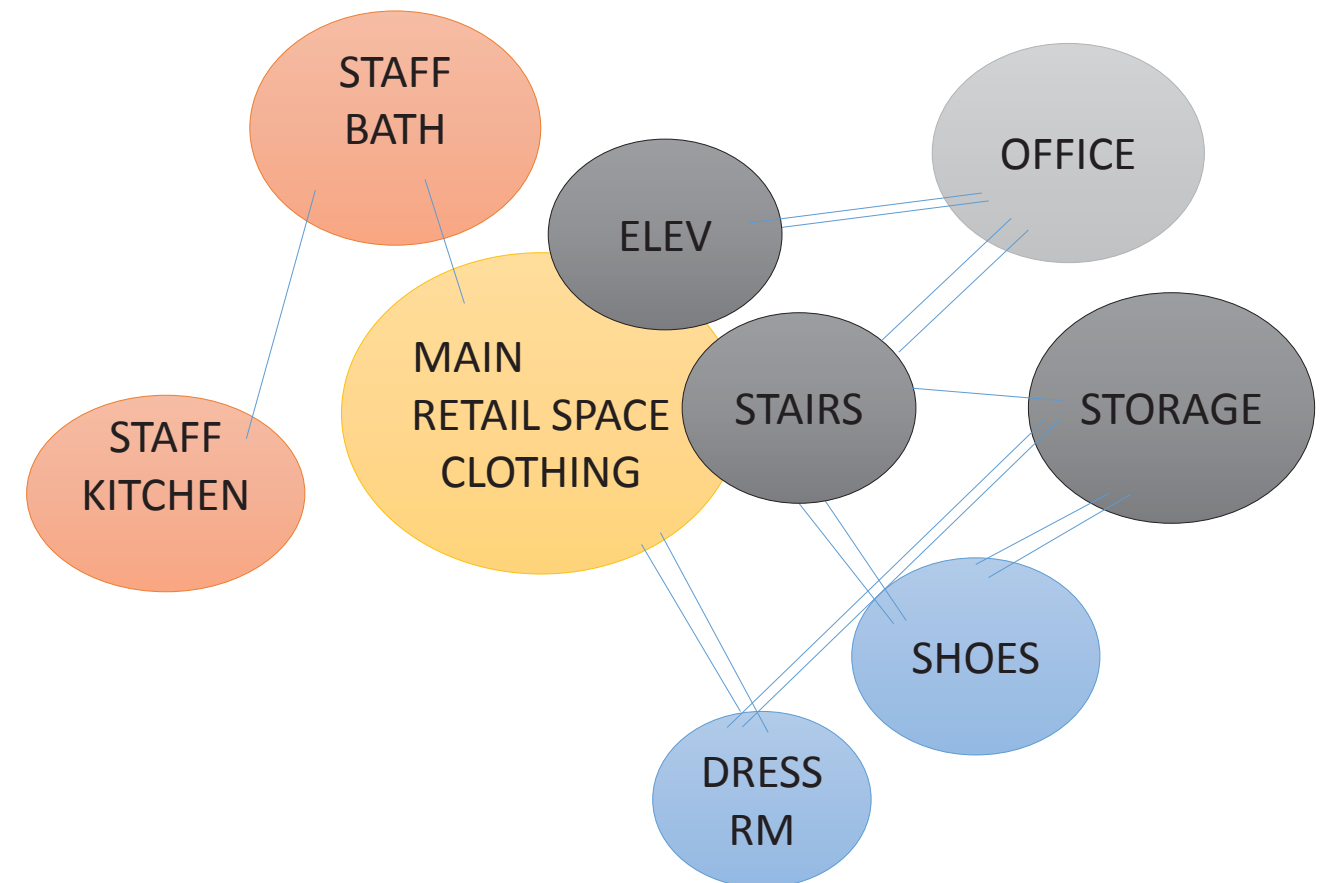 STAFF
BATH
OFFICE
ELEV
MAIN
RETAIL SPACE
CLOTHING
STAIRS
STORAGE
STAFF
KITCHEN
SHOES
DRESS
RM